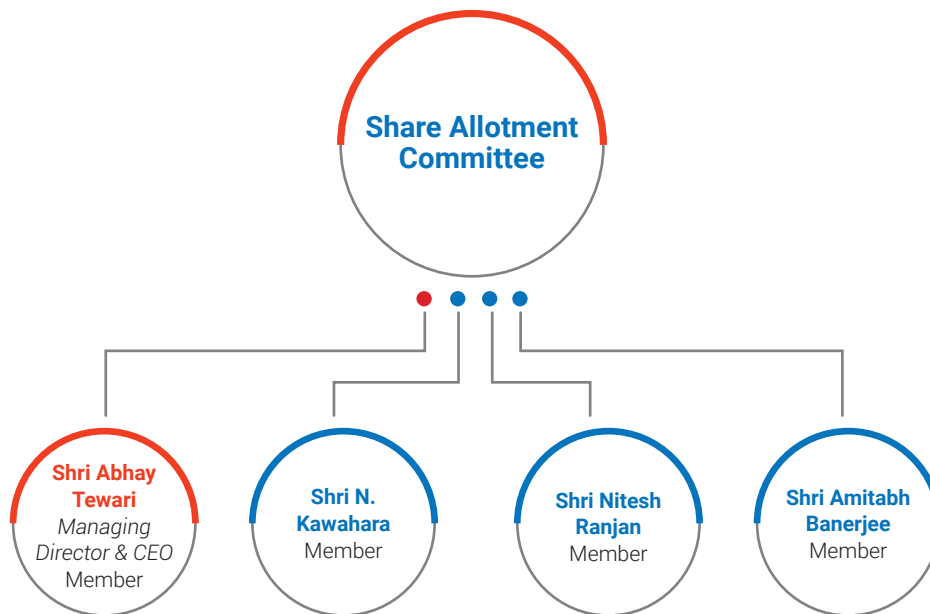 Share Allotment
Committee
Shri Abhay
Tewari
Managing
Director & CEO
Member
Shri N.
Kawahara
Member
Shri Nitesh
Ranjan
Member
Shri Amitabh
Banerjee
Member